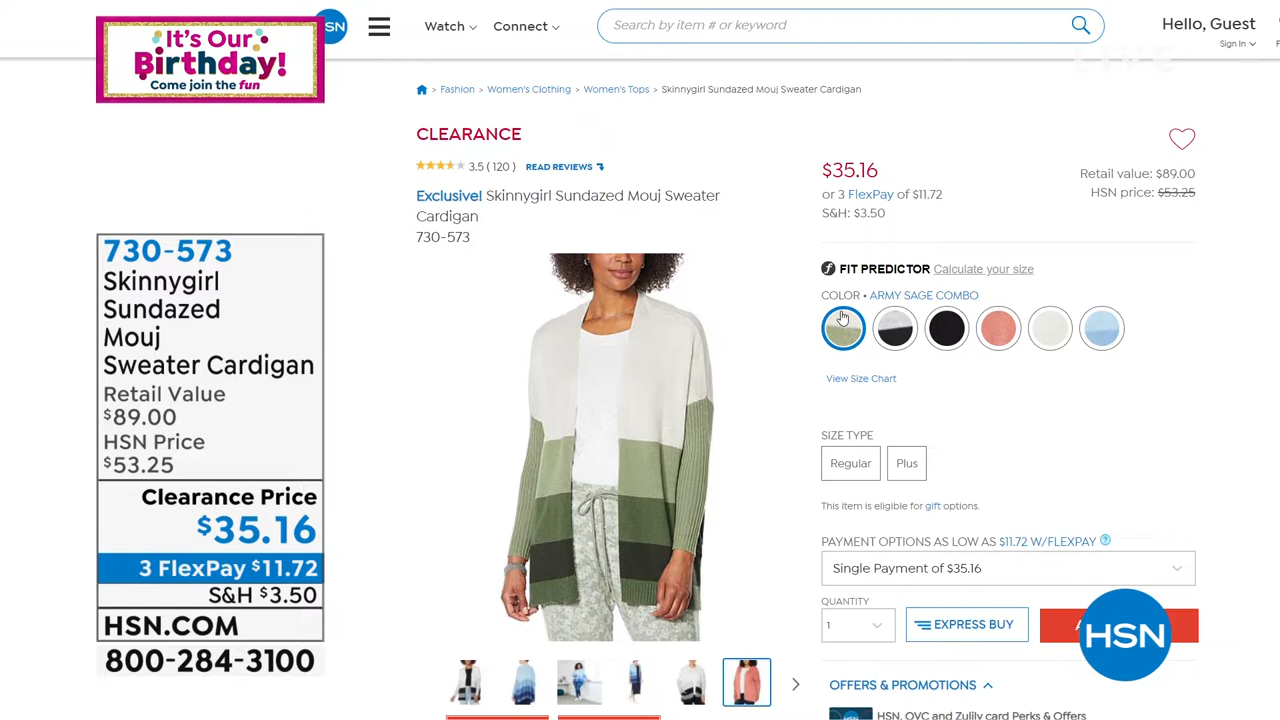 It's Our
Birthday!
Come join the fun
HSN
Watch
Connect
Search by item # or keyword
Hello, Guest
Sign In
LIVE
Fashion > Women's Clothing > Women's Tops > Skinnygirl Sundazed Mouj Sweater Cardigan
CLEARANCE
3.5 ( 120 ) READ REVIEWS
Exclusive! Skinnygirl Sundazed Mouj Sweater
Cardigan
730-573
$35.16
or 3 FlexPay of $11.72
S&H: $3.50
Retail value: $89.00
HSN price: $53.25
730-573
Skinnygirl
Sundazed
Mouj
Sweater Cardigan
Retail Value
$89.00
HSN Price
$53.25
Clearance Price
$35.16
3 FlexPay $11.72
S&H $3.50
HSN.COM
800-284-3100
FIT PREDICTOR Calculate your size
COLOR • ARMY SAGE COMBO
View Size Chart
SIZE TYPE
Regular
Plus
This item is eligible for gift options.
PAYMENT OPTIONS AS LOW AS $11.72 W/FLEXPAY ?
Single Payment of $35.16
QUANTITY
1
EXPRESS BUY
HSN
OFFERS & PROMOTIONS
HSN, QVC and Zulily card Perks & Offers